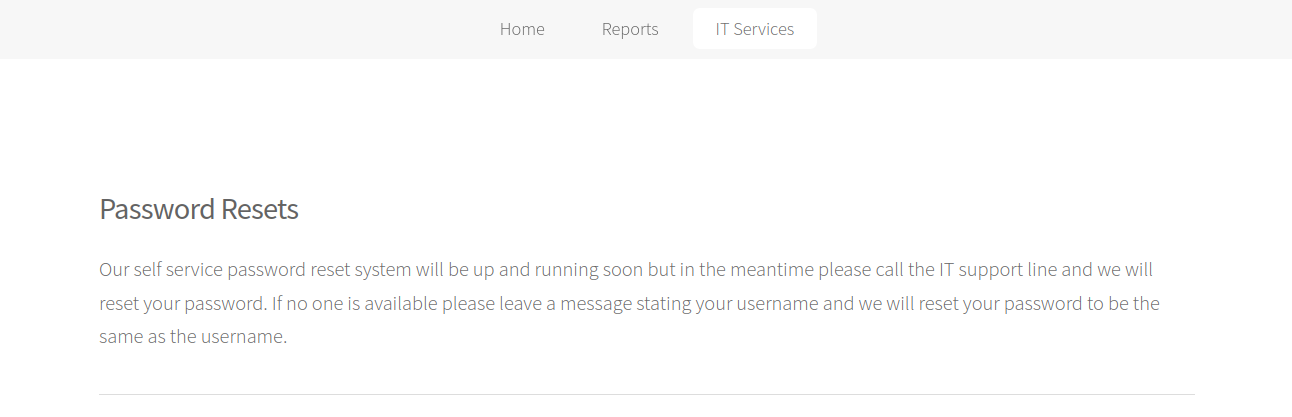 Home Reports IT Services
Password Resets
Our self service password reset system will be up and running soon but in the meantime please call the IT support line and we will
reset your password. If no one is available please leave a message stating your username and we will reset your password to be the
same as the username.